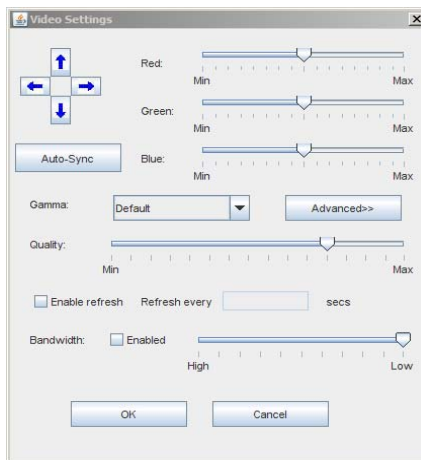 Video Settings
Red:
Min Max
Green:
Min Max
Auto-Sync Blue:
Min Max
Gamma: Default Advanced>>
Quality:
Min Max
Enable refresh Refresh every secs
Bandwidth: Enabled
High Low
OK Cancel